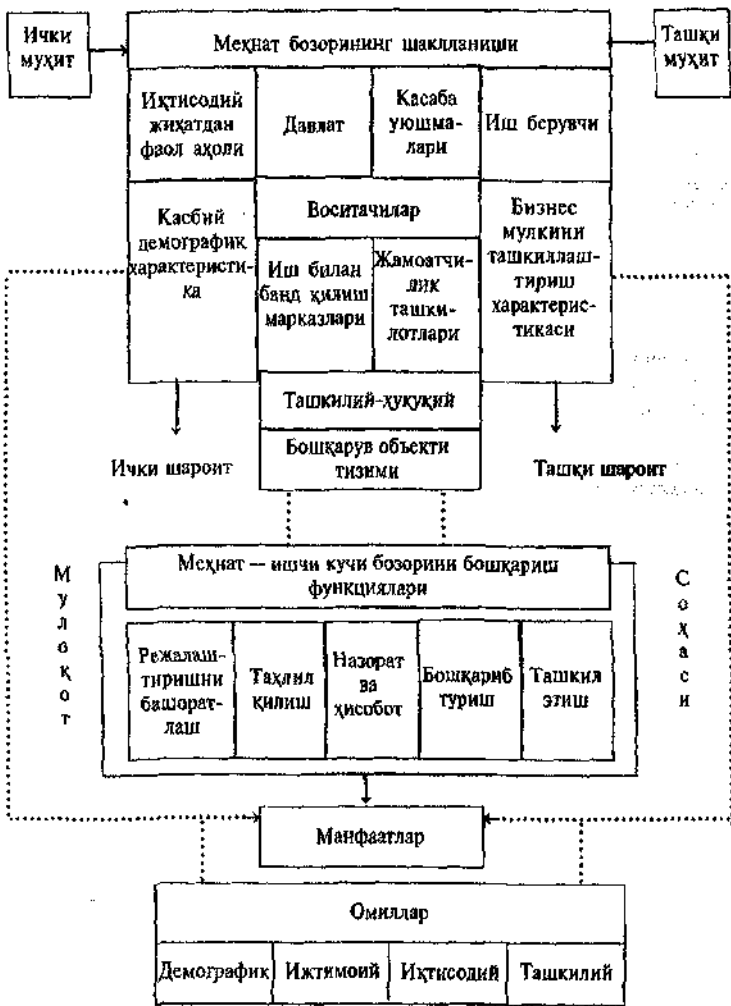 Ички
муҳит
Меҳнат бозорининг шаклланиши
Ташқи
муҳит
Иқтисодий
жиҳатдан
фаол аҳоли
Давлат
Касаба
уюшма-
лари
Иш берувчи
Касбий
демографик
характеристи-
ка
Воситачилар
Иш билан
банд қилиш
марказлари
Жамоатчи-
лик
ташки-
лотлари
Бизнес
мулкини
ташкиллаш-
тириш
характерис-
тикаси
Ташкилий-ҳуқуқий
Бошқарув объекти
тизими
Ички шароит
Ташқи шароит
Мулоқот
Меҳнат — ишчи кучи бозорини бошқариш
функциялари
Соҳаси
Режалаш-
тиришни
башорат-
лаш
Таҳлил
қилиш
Назорат
ва
ҳисобот
Бошқариб
туриш
Ташкил
этиш
Манфаатлар
Омиллар
Демографик
Ижтимоий
Иқтисодий
Ташкилий